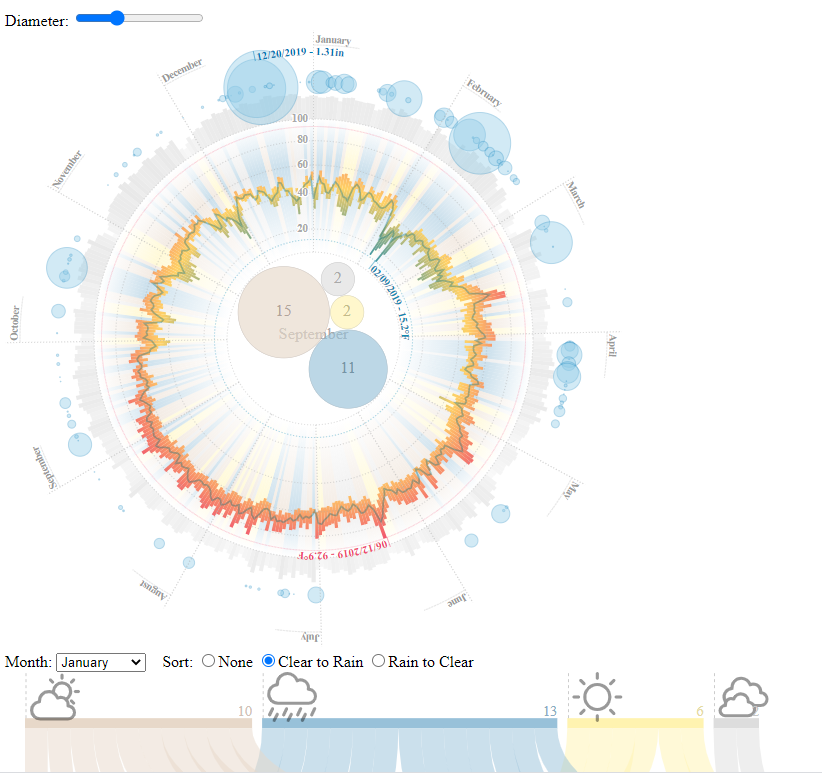 Diameter:
January
12/20/2019 - 1.31in
December
February
100
80
60
40
20
November
March
02/09/2019 - 15.2°F
2
15
2
September
11
October
April
September
May
06/12/2019 - 92.9°F
August
June
July
Month: January Sort: None Clear to Rain Rain to Clear
10 13 6